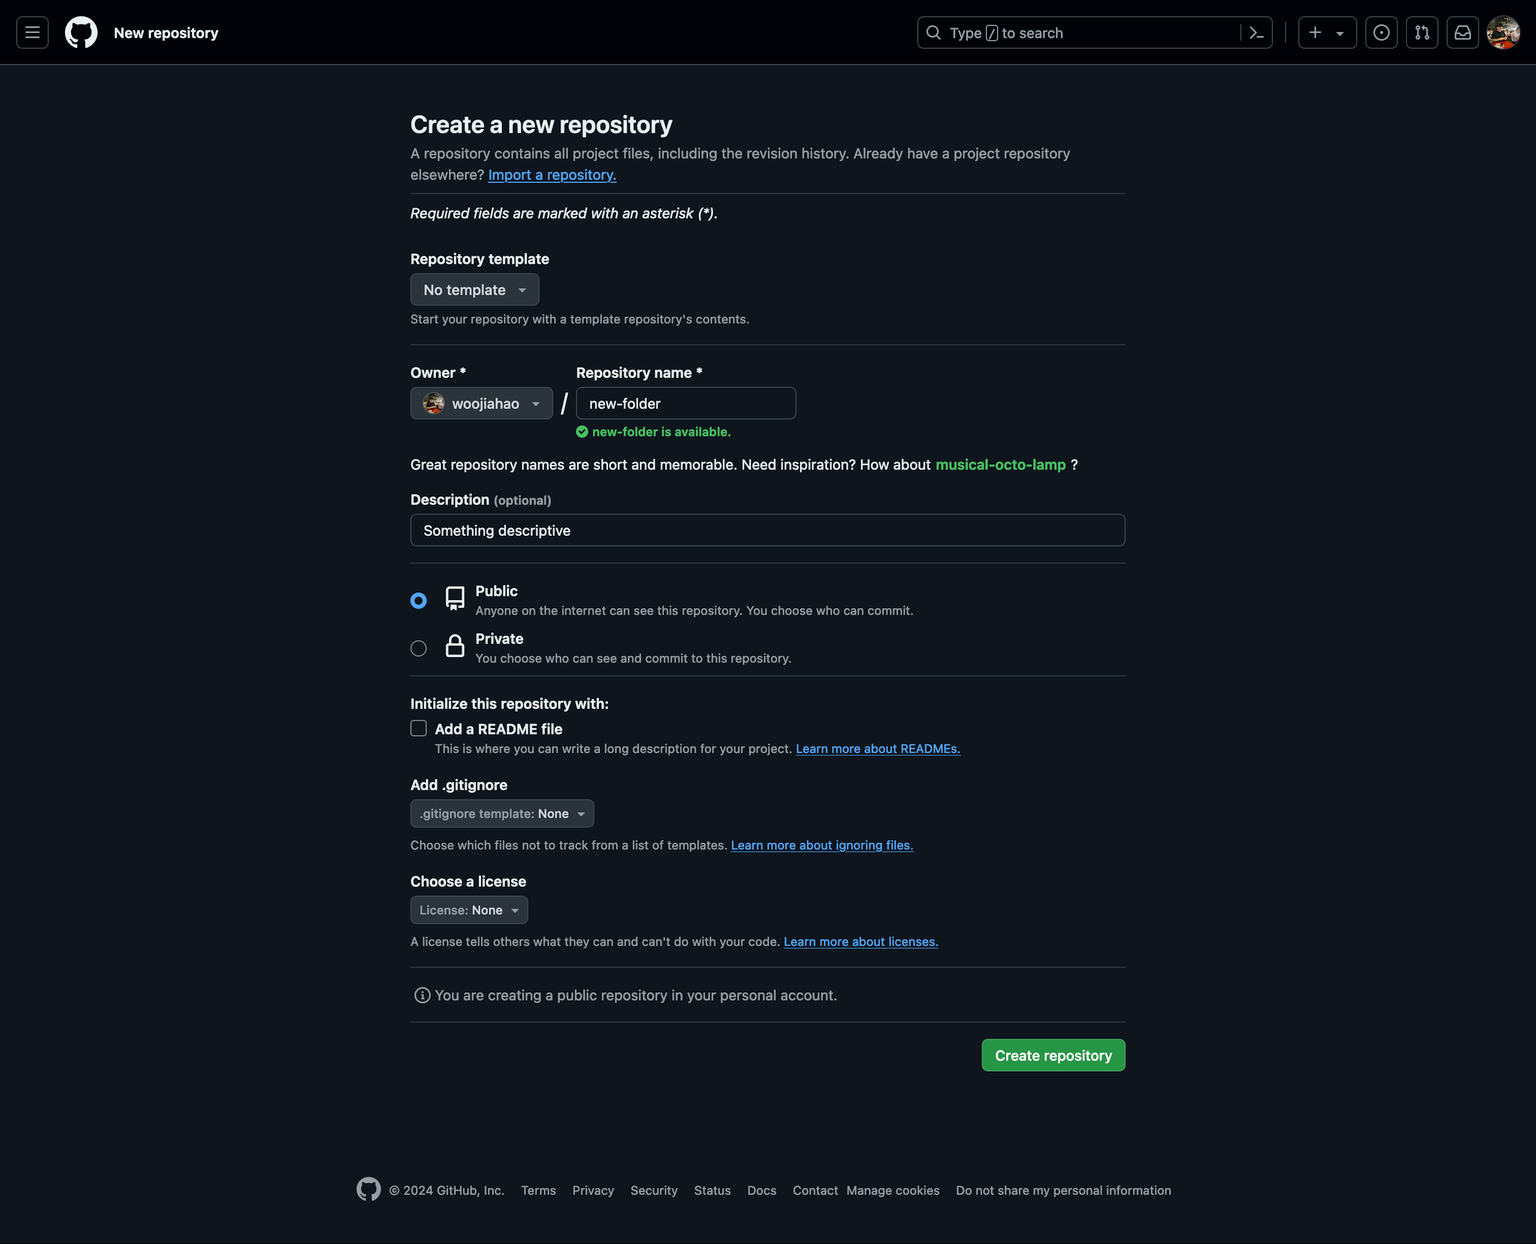 New repository
Type / to search
Create a new repository
A repository contains all project files, including the revision history. Already have a project repository
elsewhere? Import a repository.
Required fields are marked with an asterisk (*).
Repository template
No template
Start your repository with a template repository's contents.
Owner * Repository name *
woojiahao / new-folder
new-folder is available.
Great repository names are short and memorable. Need inspiration? How about musical-octo-lamp ?
Description (optional)
Something descriptive
Public
Anyone on the internet can see this repository. You choose who can commit.
Private
You choose who can see and commit to this repository.
Initialize this repository with:
Add a README file
This is where you can write a long description for your project. Learn more about READMEs.
Add .gitignore
.gitignore template: None
Choose which files not to track from a list of templates. Learn more about ignoring files.
Choose a license
License: None
A license tells others what they can and can't do with your code. Learn more about licenses.
You are creating a public repository in your personal account.
Create repository
© 2024 GitHub, Inc. Terms Privacy Security Status Docs Contact Manage cookies Do not share my personal information